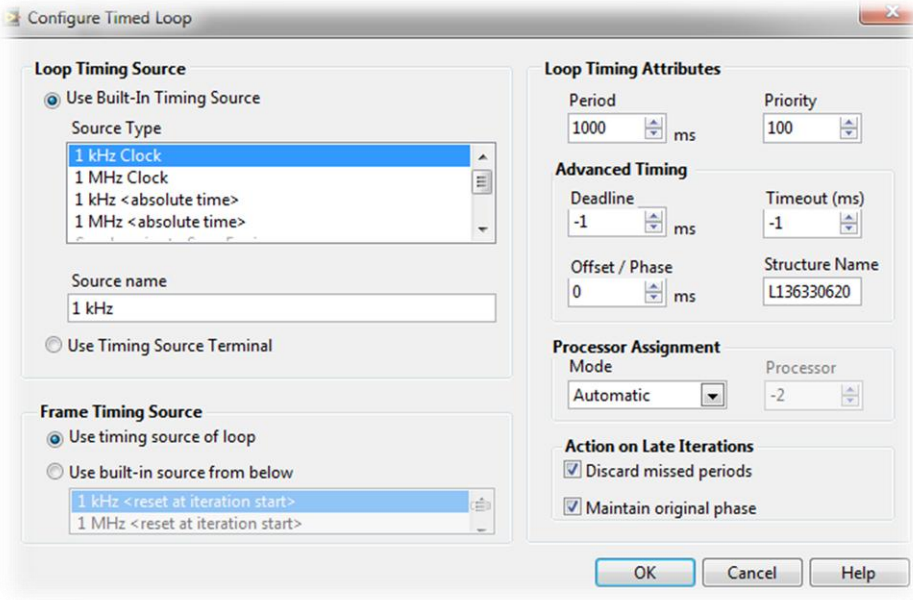 Configure Timed Loop
Loop Timing Source
Use Built-In Timing Source
Source Type
1 kHz Clock
1 MHz Clock
1 kHz <absolute time>
1 MHz <absolute time>
Source name
1 kHz
Use Timing Source Terminal
Frame Timing Source
Use timing source of loop
Use built-in source from below
1 kHz <reset at iteration start>
1 MHz <reset at iteration start>
Loop Timing Attributes
Period Priority
1000 ms 100
Advanced Timing
Deadline Timeout (ms)
-1 ms -1
Offset / Phase Structure Name
0 ms L136330620
Processor Assignment
Mode Processor
Automatic -2
Action on Late Iterations
Discard missed periods
Maintain original phase
OK Cancel Help